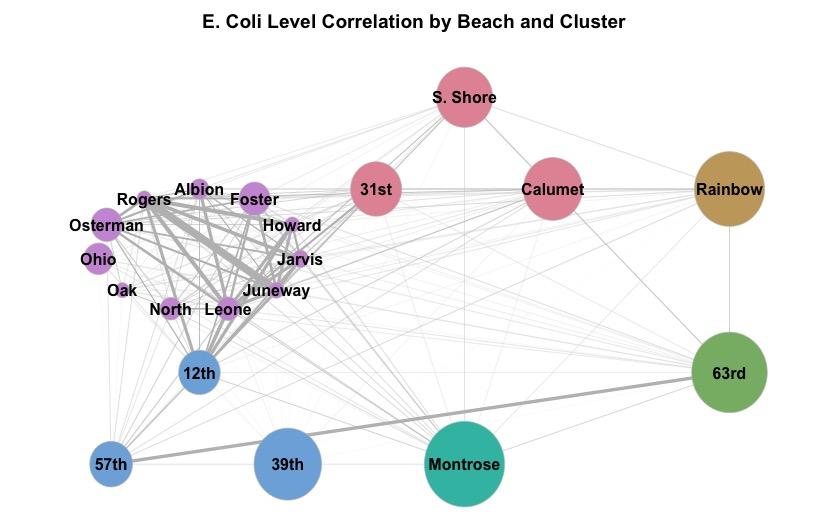 E. Coli Level Correlation by Beach and Cluster
S. Shore
Albion
31st
Calumet
Rainbow
Rogers
Foster
Osterman
Howard
Ohio
Jarvis
Oak
Juneway
North
Leone
12th
63rd
57th
39th
Montrose